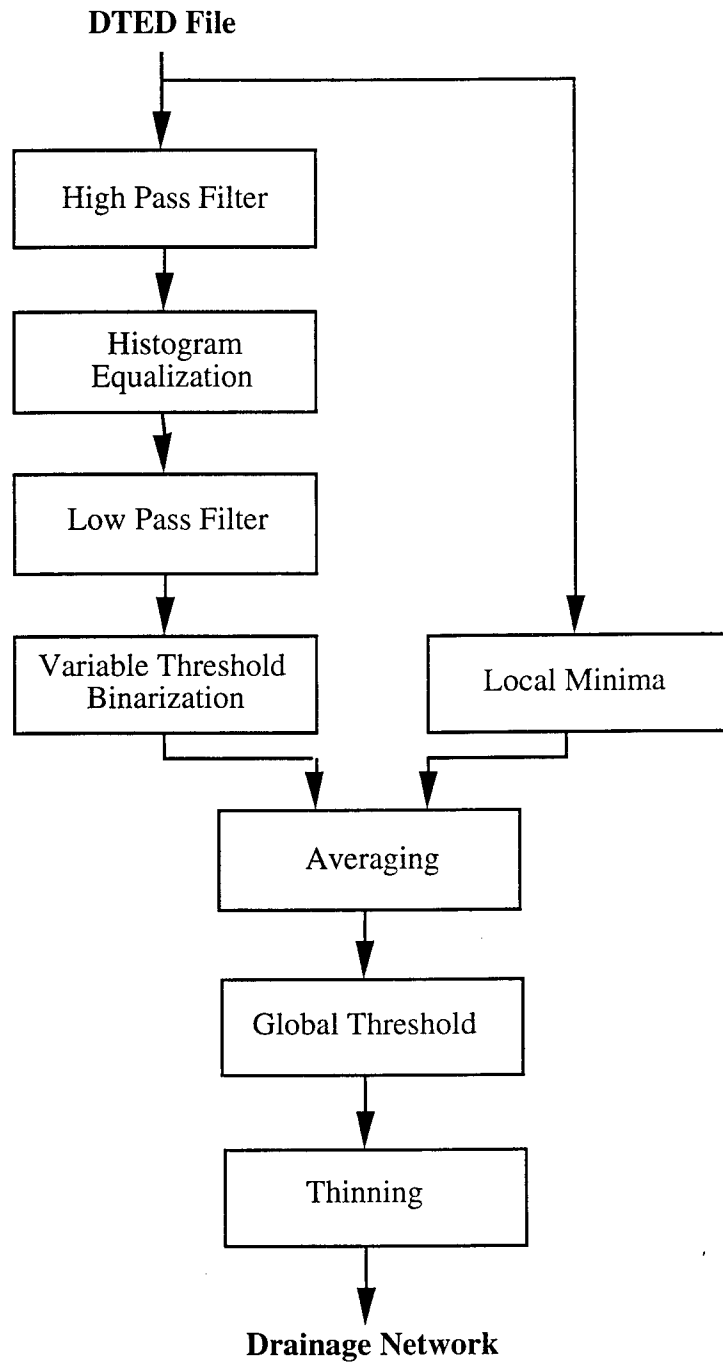 DTED File
High Pass Filter
Histogram
Equalization
Low Pass Filter
Variable Threshold
Binarization
Local Minima
Averaging
Global Threshold
Thinning
Drainage Network